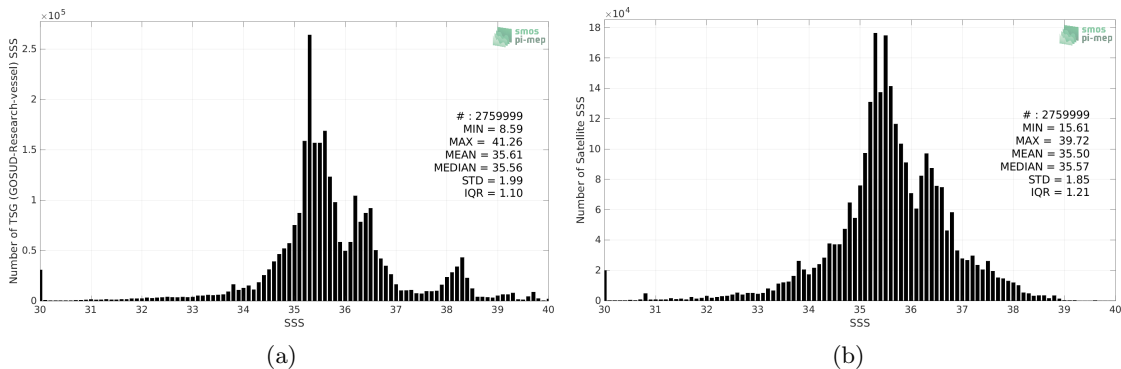 ×10⁵
Number of TSG (GOSUD-Research-vessel) SSS
2.5
2
1.5
1
0.5
0
30 31 32 33 34 35 36 37 38 39 40
SSS
smos
pi-mep
# : 2759999
MIN = 8.59
MAX = 41.26
MEAN = 35.61
MEDIAN = 35.56
STD = 1.99
IQR = 1.10
(a)
×10⁴
Number of Satellite SSS
18
16
14
12
10
8
6
4
2
0
30 31 32 33 34 35 36 37 38 39 40
SSS
smos
pi-mep
# : 2759999
MIN = 15.61
MAX = 39.72
MEAN = 35.50
MEDIAN = 35.57
STD = 1.85
IQR = 1.21
(b)